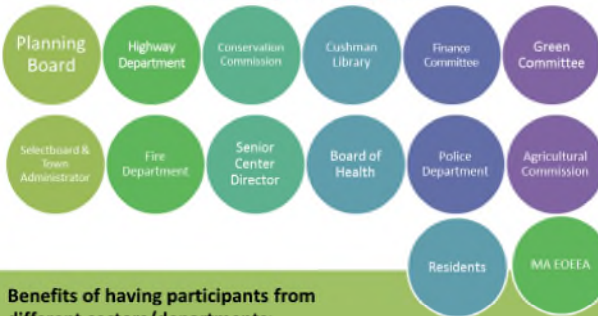 Planning
Board
Highway
Department
Conservation
Commission
Cushman
Library
Finance
Committee
Green
Committee
Selectboard &
Town
Administrator
Fire
Department
Senior
Center
Director
Board of
Health
Police
Department
Agricultural
Commission
Residents
MA EOEEA
Benefits of having participants from